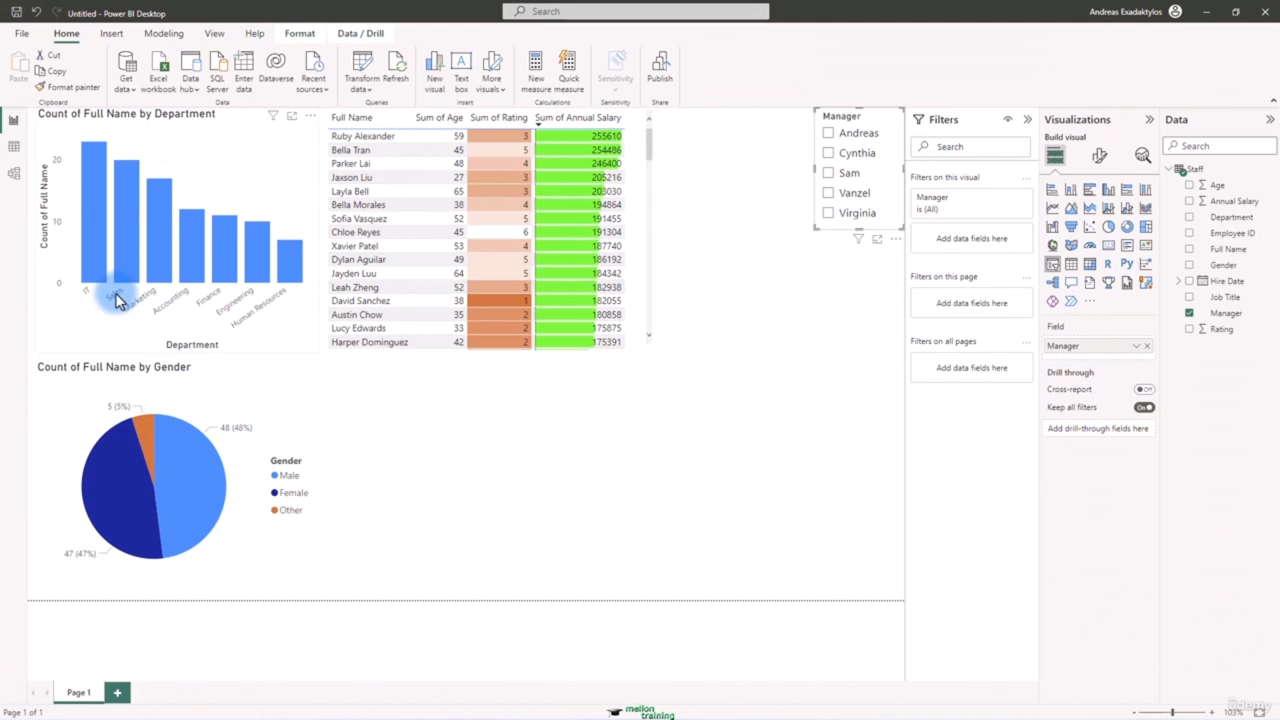 Untitled - Power BI Desktop
Search
Andreas Exadaktylos
File Home Insert Modeling View Help Format Data / Drill
Paste
Cut
Copy
Format painter
Clipboard
Get data
Excel workbook
Data hub
SQL Server
Enter data
Dataverse
Recent sources
Data
Transform data
Refresh
Queries
New visual
Text box
More visuals
Insert
New measure
Quick measure
Calculations
Sensitivity
Sensitivity
Publish
Share
Count of Full Name by Department
Count of Full Name
20
10
0
IT
Sales
Marketing
Accounting
Finance
Engineering
Human Resources
Department
Full Name Sum of Age Sum of Rating Sum of Annual Salary
Ruby Alexander 59 3 255610
Bella Tran 45 5 254486
Parker Lai 48 4 246400
Jaxson Liu 27 3 205216
Layla Bell 65 3 203030
Bella Morales 38 4 194864
Sofia Vasquez 52 5 191455
Chloe Reyes 45 6 191304
Xavier Patel 53 4 187740
Dylan Aguilar 49 5 186192
Jayden Luu 64 5 184342
Leah Zheng 52 3 182938
David Sanchez 38 1 182055
Austin Chow 35 2 180858
Lucy Edwards 33 2 175875
Harper Dominguez 42 2 175391
Manager
Andreas
Cynthia
Sam
Vanzel
Virginia
Count of Full Name by Gender
5 (5%)
48 (48%)
47 (47%)
Gender
Male
Female
Other
Filters
Search
Filters on this visual
Manager
is (All)
Add data fields here
Filters on this page
Add data fields here
Filters on all pages
Add data fields here
Visualizations
Build visual
R Py
Field
Manager
Drill through
Cross-report Off
Keep all filters On
Add drill-through fields here
Data
Search
Staff
Age
Annual Salary
Department
Employee ID
Full Name
Gender
Hire Date
Job Title
Manager
Rating
Page 1
Page 1 of 1
mellon training
103%
ûdemy